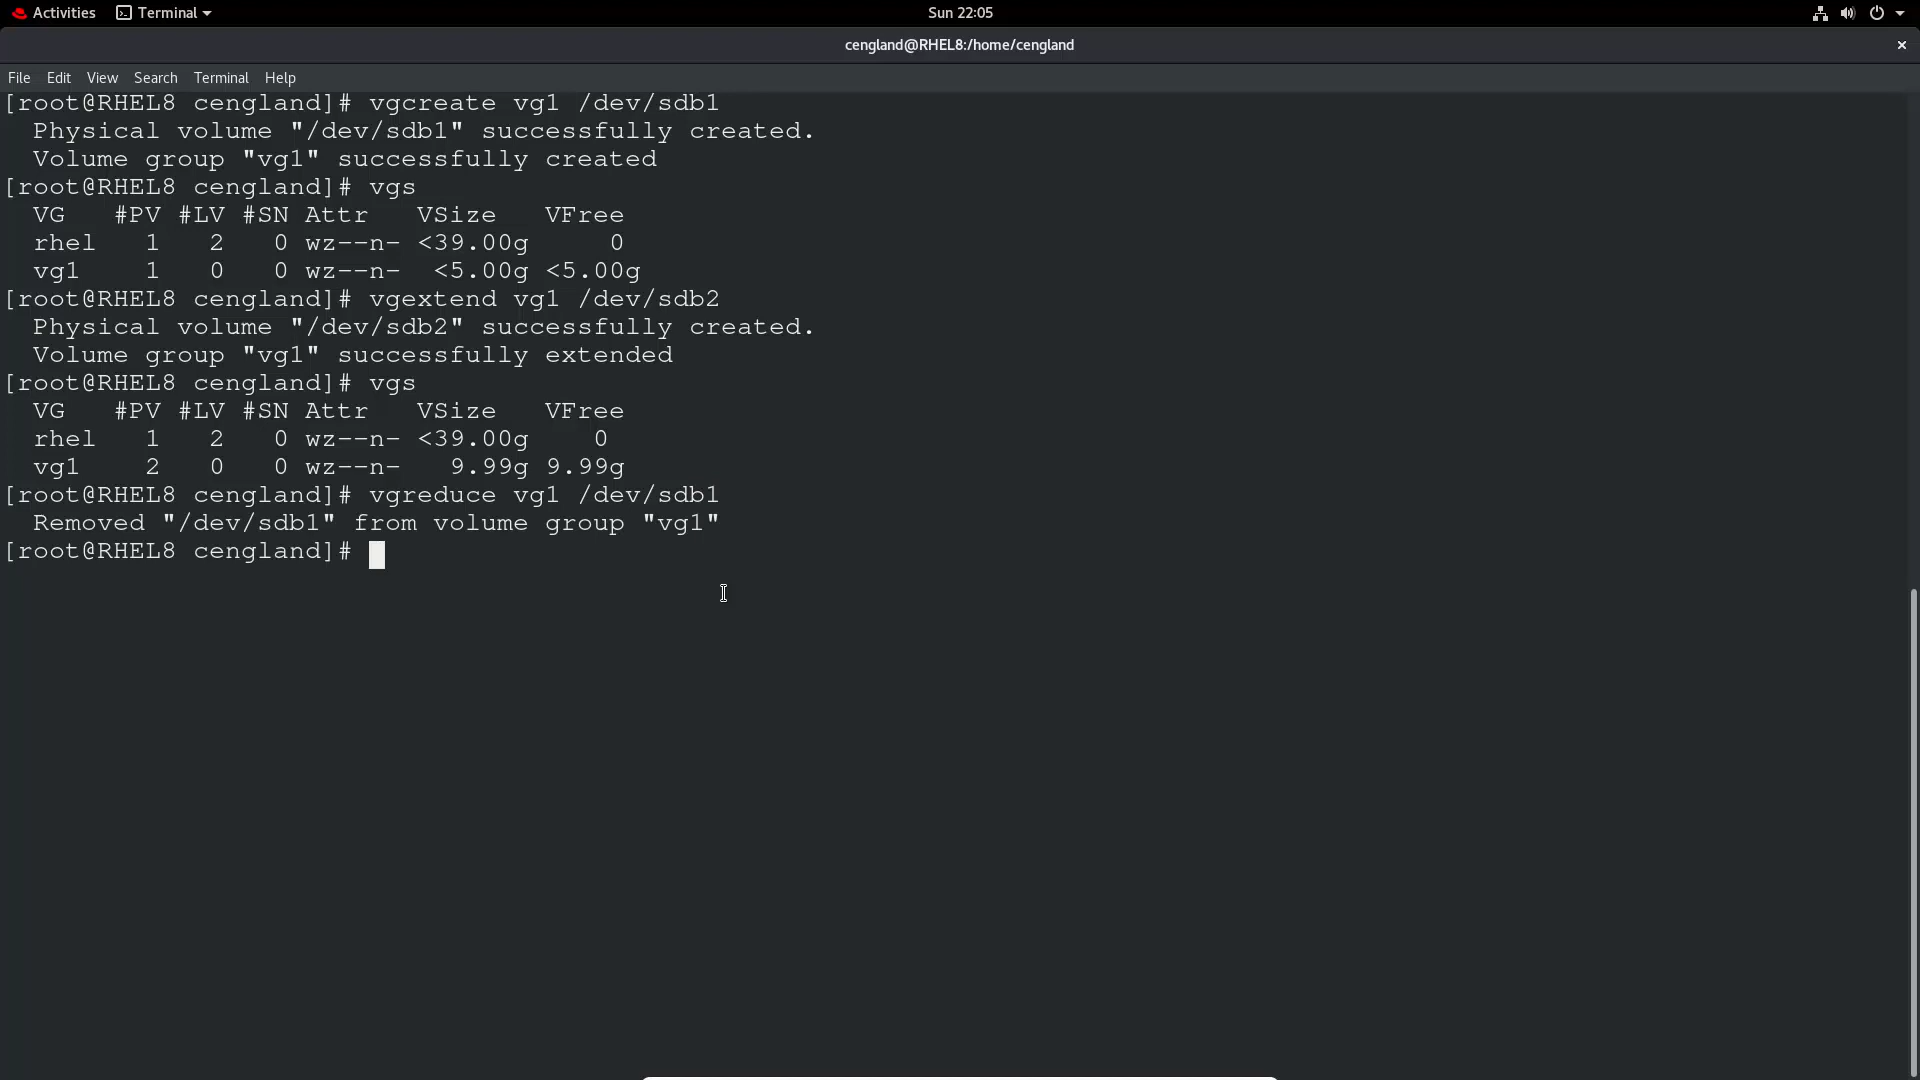 Activities Terminal Sun 22:05
cengland@RHEL8:/home/cengland ×
File Edit View Search Terminal Help
[root@RHEL8 cengland]# vgcreate vg1 /dev/sdb1
  Physical volume "/dev/sdb1" successfully created.
  Volume group "vg1" successfully created
[root@RHEL8 cengland]# vgs
  VG   #PV #LV #SN Attr   VSize   VFree
  rhel   1   2   0 wz--n- <39.00g     0
  vg1    1   0   0 wz--n-  <5.00g <5.00g
[root@RHEL8 cengland]# vgextend vg1 /dev/sdb2
  Physical volume "/dev/sdb2" successfully created.
  Volume group "vg1" successfully extended
[root@RHEL8 cengland]# vgs
  VG   #PV #LV #SN Attr   VSize   VFree
  rhel   1   2   0 wz--n- <39.00g    0
  vg1    2   0   0 wz--n-   9.99g 9.99g
[root@RHEL8 cengland]# vgreduce vg1 /dev/sdb1
  Removed "/dev/sdb1" from volume group "vg1"
[root@RHEL8 cengland]#